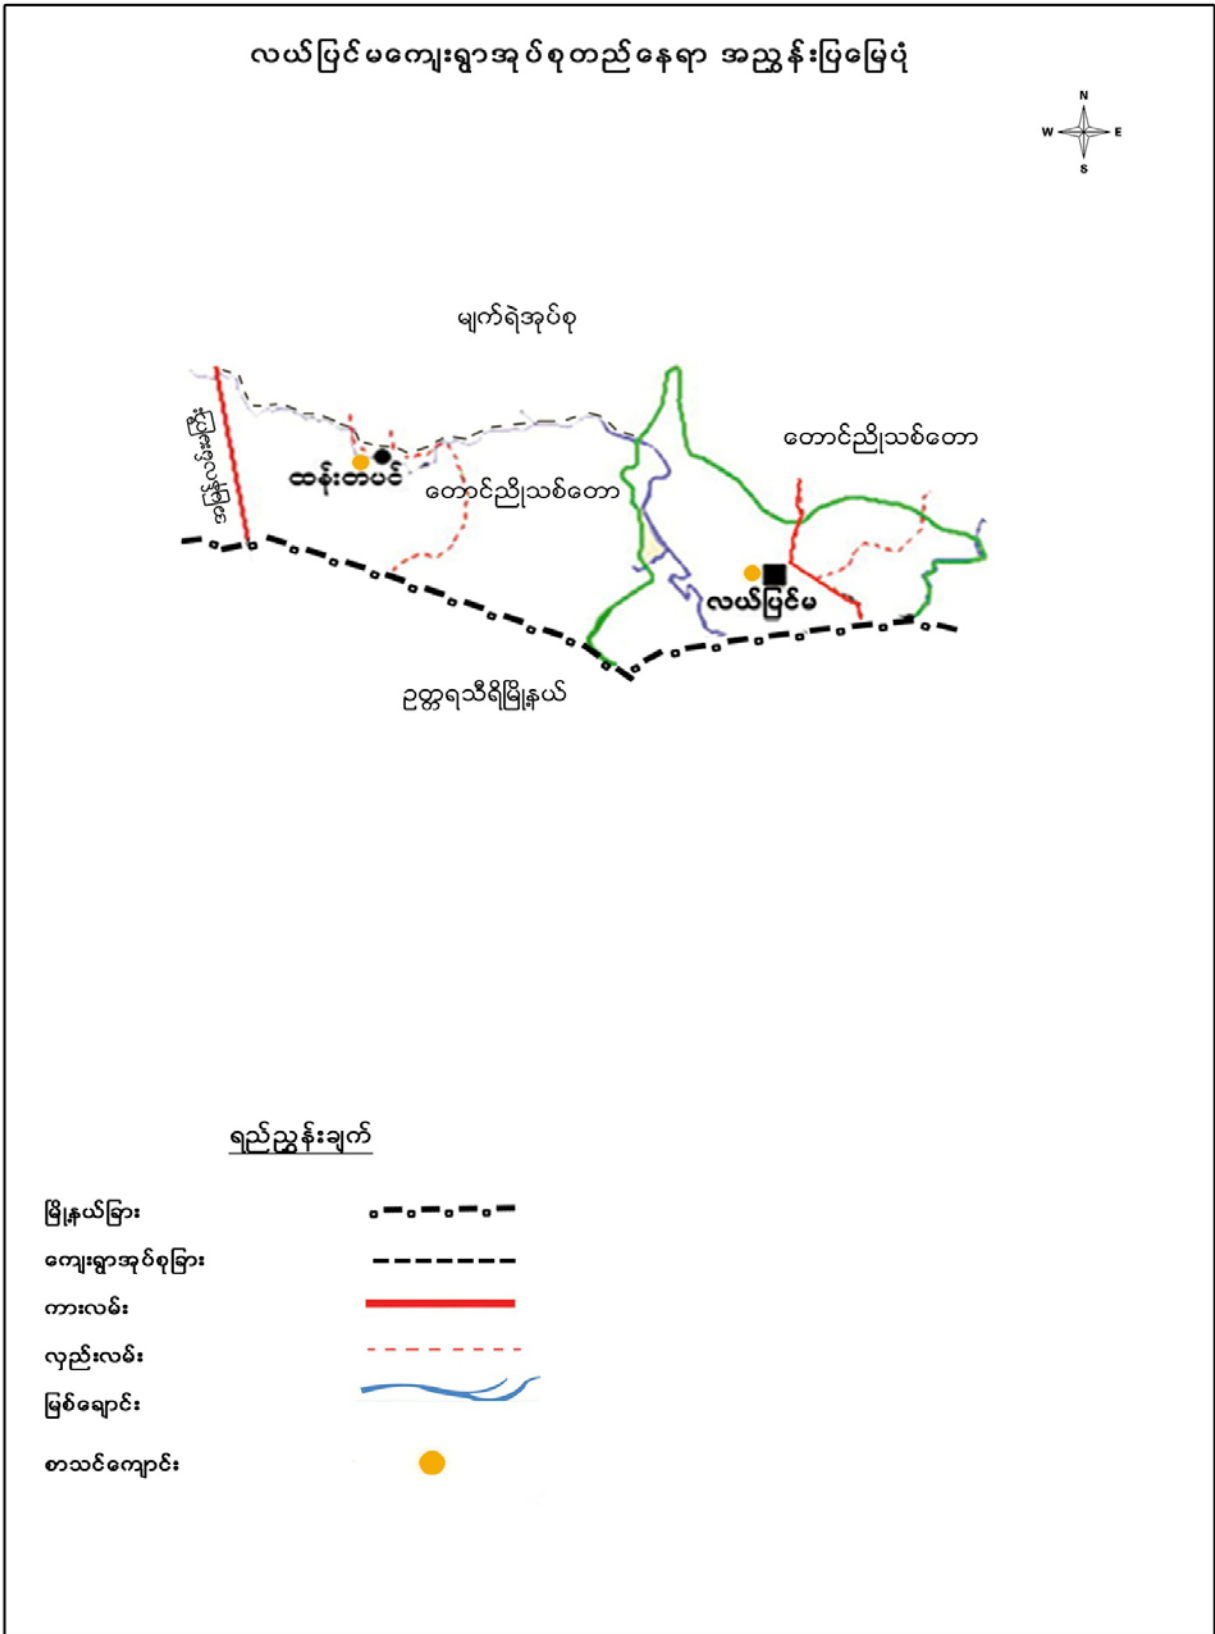 လယ်ပြင်မကျေးရွာအုပ်စုတည်နေရာ အညွှန်းပြမြေပုံ
N
W E
S
မျက်ရဲအုပ်စု
တောင်ညိုသစ်တော
ထန်းတပင်
တောင်ညိုသစ်တော
လယ်ပြင်မ
ဥတ္တရသီရိမြို့နယ်
ရည်ညွှန်းချက်
မြို့နယ်ခြား
ကျေးရွာအုပ်စုခြား
ကားလမ်း
လှည်းလမ်း
မြစ်ချောင်း
စာသင်ကျောင်း